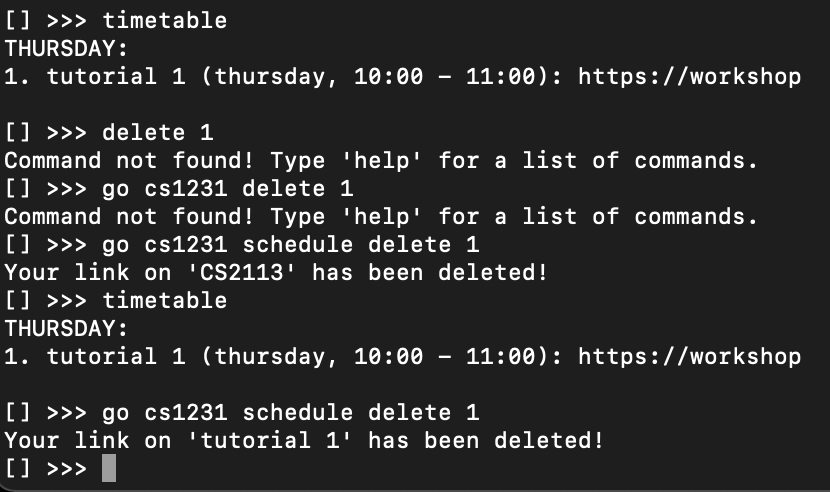 [] >>> timetable
THURSDAY:
1. tutorial 1 (thursday, 10:00 - 11:00): https://workshop
[] >>> delete 1
Command not found! Type 'help' for a list of commands.
[] >>> go cs1231 delete 1
Command not found! Type 'help' for a list of commands.
[] >>> go cs1231 schedule delete 1
Your link on 'CS2113' has been deleted!
[] >>> timetable
THURSDAY:
1. tutorial 1 (thursday, 10:00 - 11:00): https://workshop
[] >>> go cs1231 schedule delete 1
Your link on 'tutorial 1' has been deleted!
[] >>>